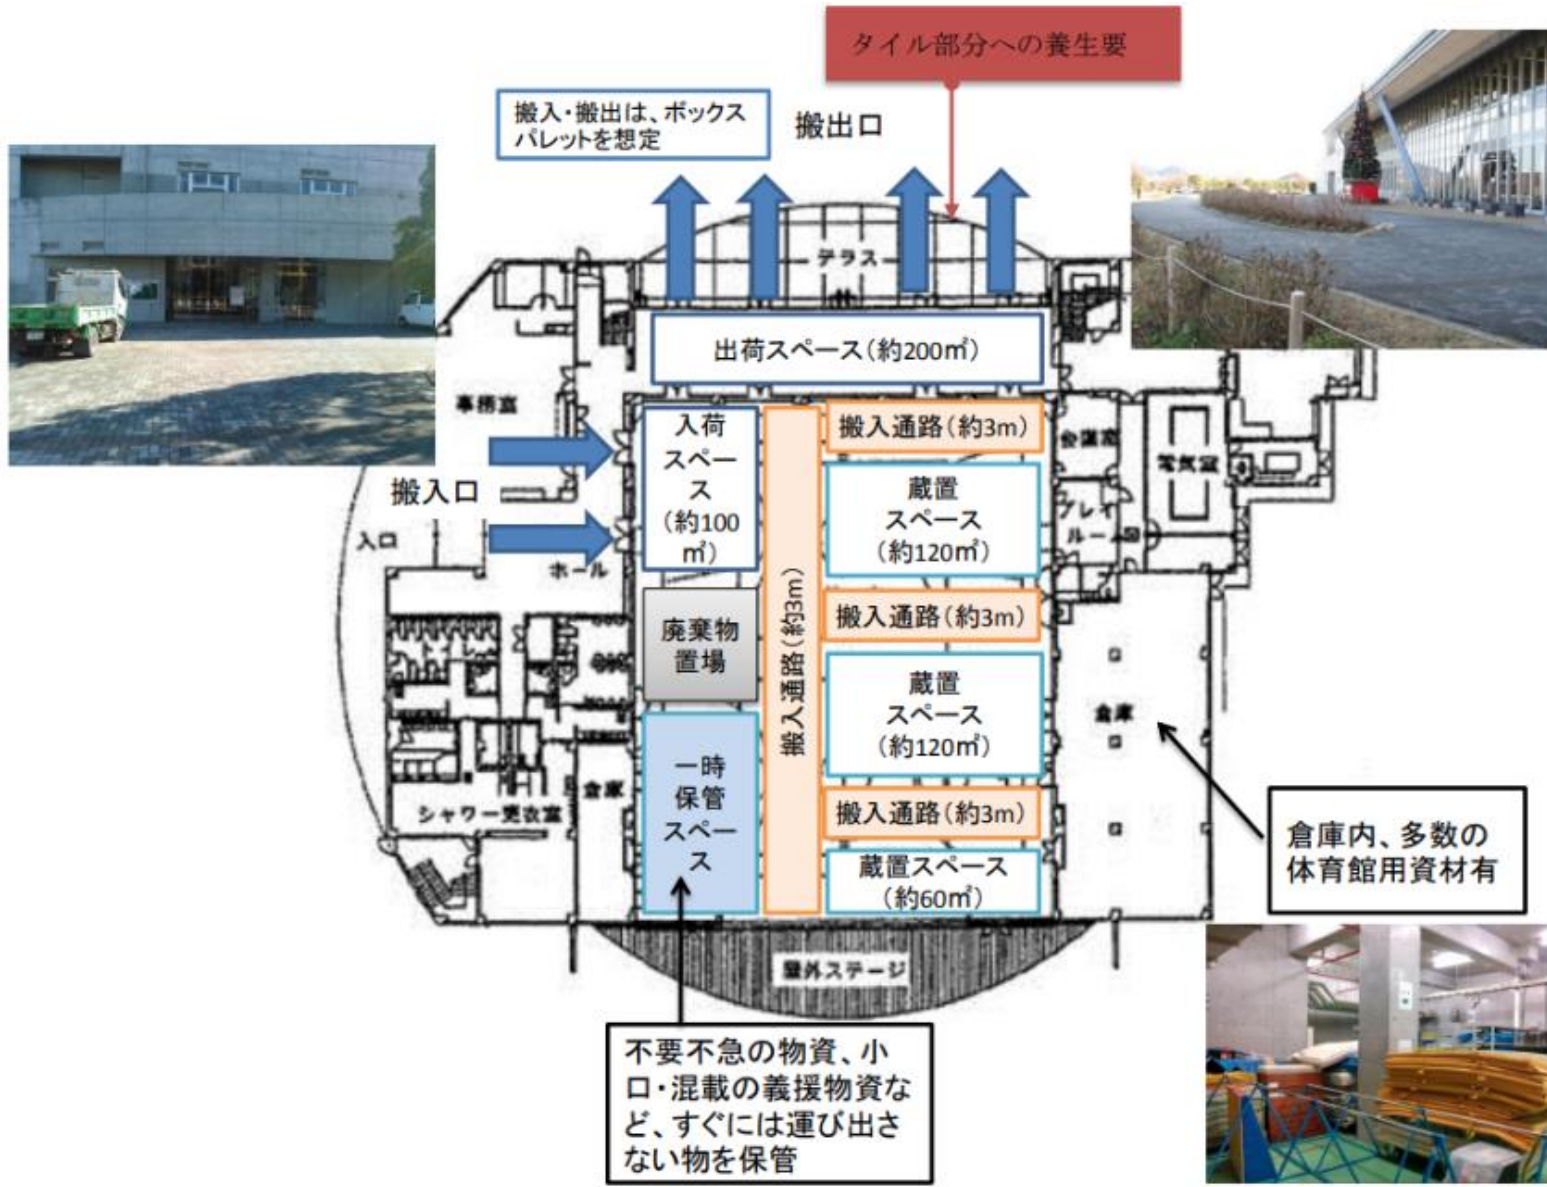 タイル部分への養生要
搬入・搬出は、ボックス
パレットを想定
搬出口
テラス
出荷スペース(約200㎡)
事務室
入荷
スペー
ス
(約100
㎡)
搬入通路(約3m)
搬入通路(約3m)
会議室
電気室
搬入口
蔵置
スペース
(約120㎡)
プレイ
ルーム
入口
ホール
廃棄物
置場
搬入通路(約3m)
蔵置
スペース
(約120㎡)
倉庫
一時
保管
スペー
ス
倉庫
シャワー更衣室
搬入通路(約3m)
蔵置スペース
(約60㎡)
倉庫内、多数の
体育館用資材有
屋外ステージ
不要不急の物資、小
口・混載の義援物資な
ど、すぐには運び出さ
ない物を保管